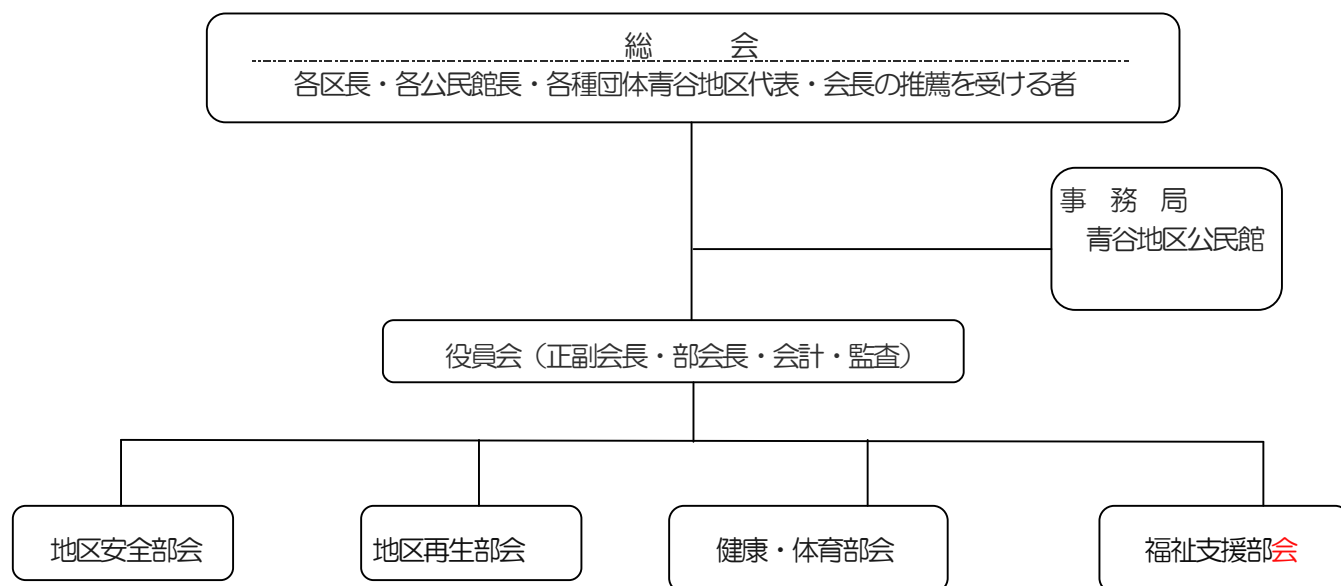 総　　会
各区長・各公民館長・各種団体青谷地区代表・会長の推薦を受ける者
事　務　局
青谷地区公民館
役員会（正副会長・部会長・会計・監査）
地区安全部会
地区再生部会
健康・体育部会
福祉支援部会